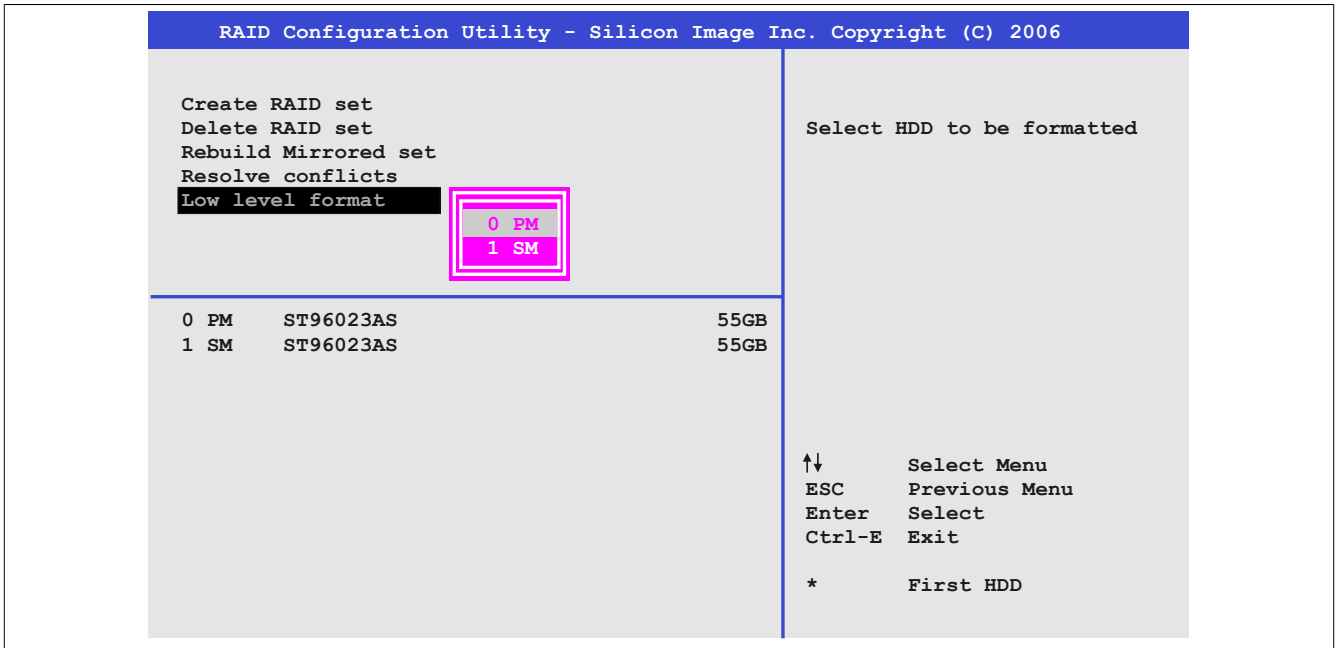 RAID Configuration Utility - Silicon Image Inc. Copyright (C) 2006
Create RAID set
Delete RAID set
Rebuild Mirrored set
Resolve conflicts
Low level format
0 PM
1 SM
Select HDD to be formatted
0 PM ST96023AS 55GB
1 SM ST96023AS 55GB
↑↓ Select Menu
ESC Previous Menu
Enter Select
Ctrl-E Exit
* First HDD